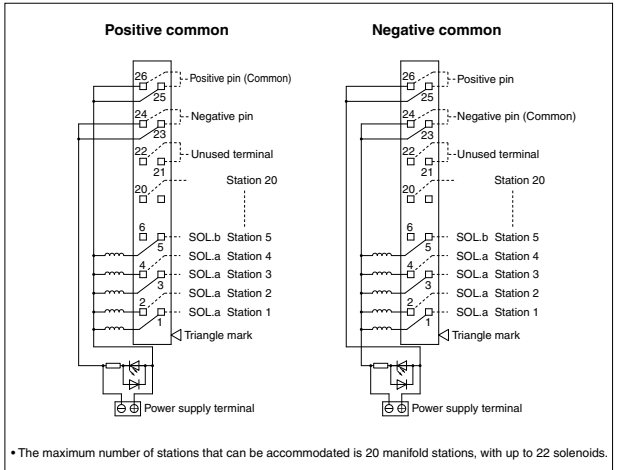 Positive common
26
Positive pin (Common)
25
24
Negative pin
23
22
Unused terminal
21
Station 20
20
6
SOL.b Station 5
5
SOL.a Station 4
4
SOL.a Station 3
3
SOL.a Station 2
2
SOL.a Station 1
1
Triangle mark
Power supply terminal
Negative common
26
Positive pin
25
24
Negative pin (Common)
23
22
Unused terminal
21
Station 20
20
6
SOL.b Station 5
5
SOL.a Station 4
4
SOL.a Station 3
3
SOL.a Station 2
2
SOL.a Station 1
1
Triangle mark
Power supply terminal
• The maximum number of stations that can be accommodated is 20 manifold stations, with up to 22 solenoids.